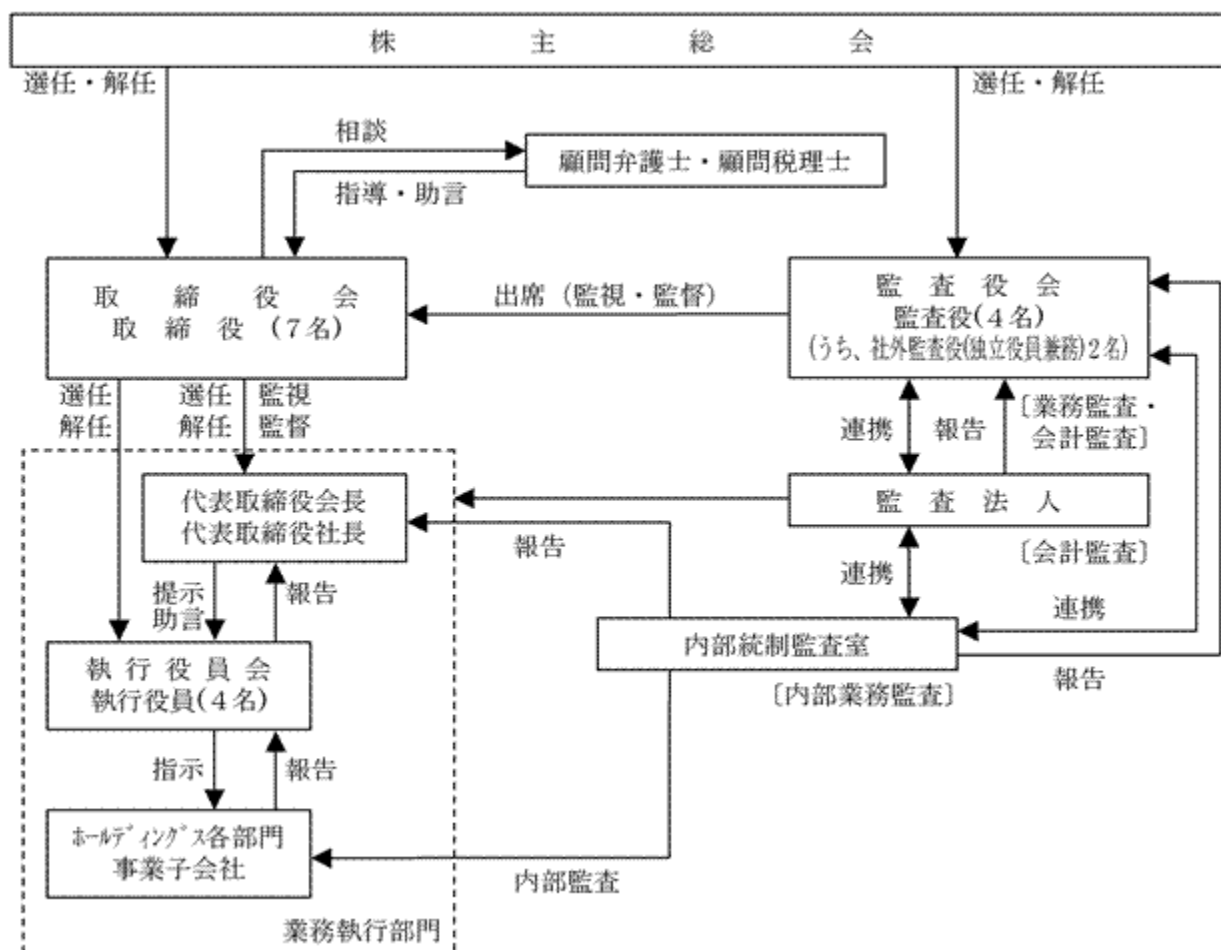 株主総会
選任・解任
選任・解任
相談
顧問弁護士・顧問税理士
指導・助言
取締役会
取締役(7名)
出席(監視・監督)
監査役会
監査役(4名)
(うち、社外監査役(独立役員兼務)2名)
選任
解任
選任
解任
監視
監督
連携
報告
〔業務監査・
会計監査〕
代表取締役会長
代表取締役社長
監査法人
〔会計監査〕
報告
連携
提示
助言
報告
連携
内部統制監査室
〔内部業務監査〕
報告
執行役員会
執行役員(4名)
指示
報告
ホールディングス各部門
事業子会社
内部監査
業務執行部門